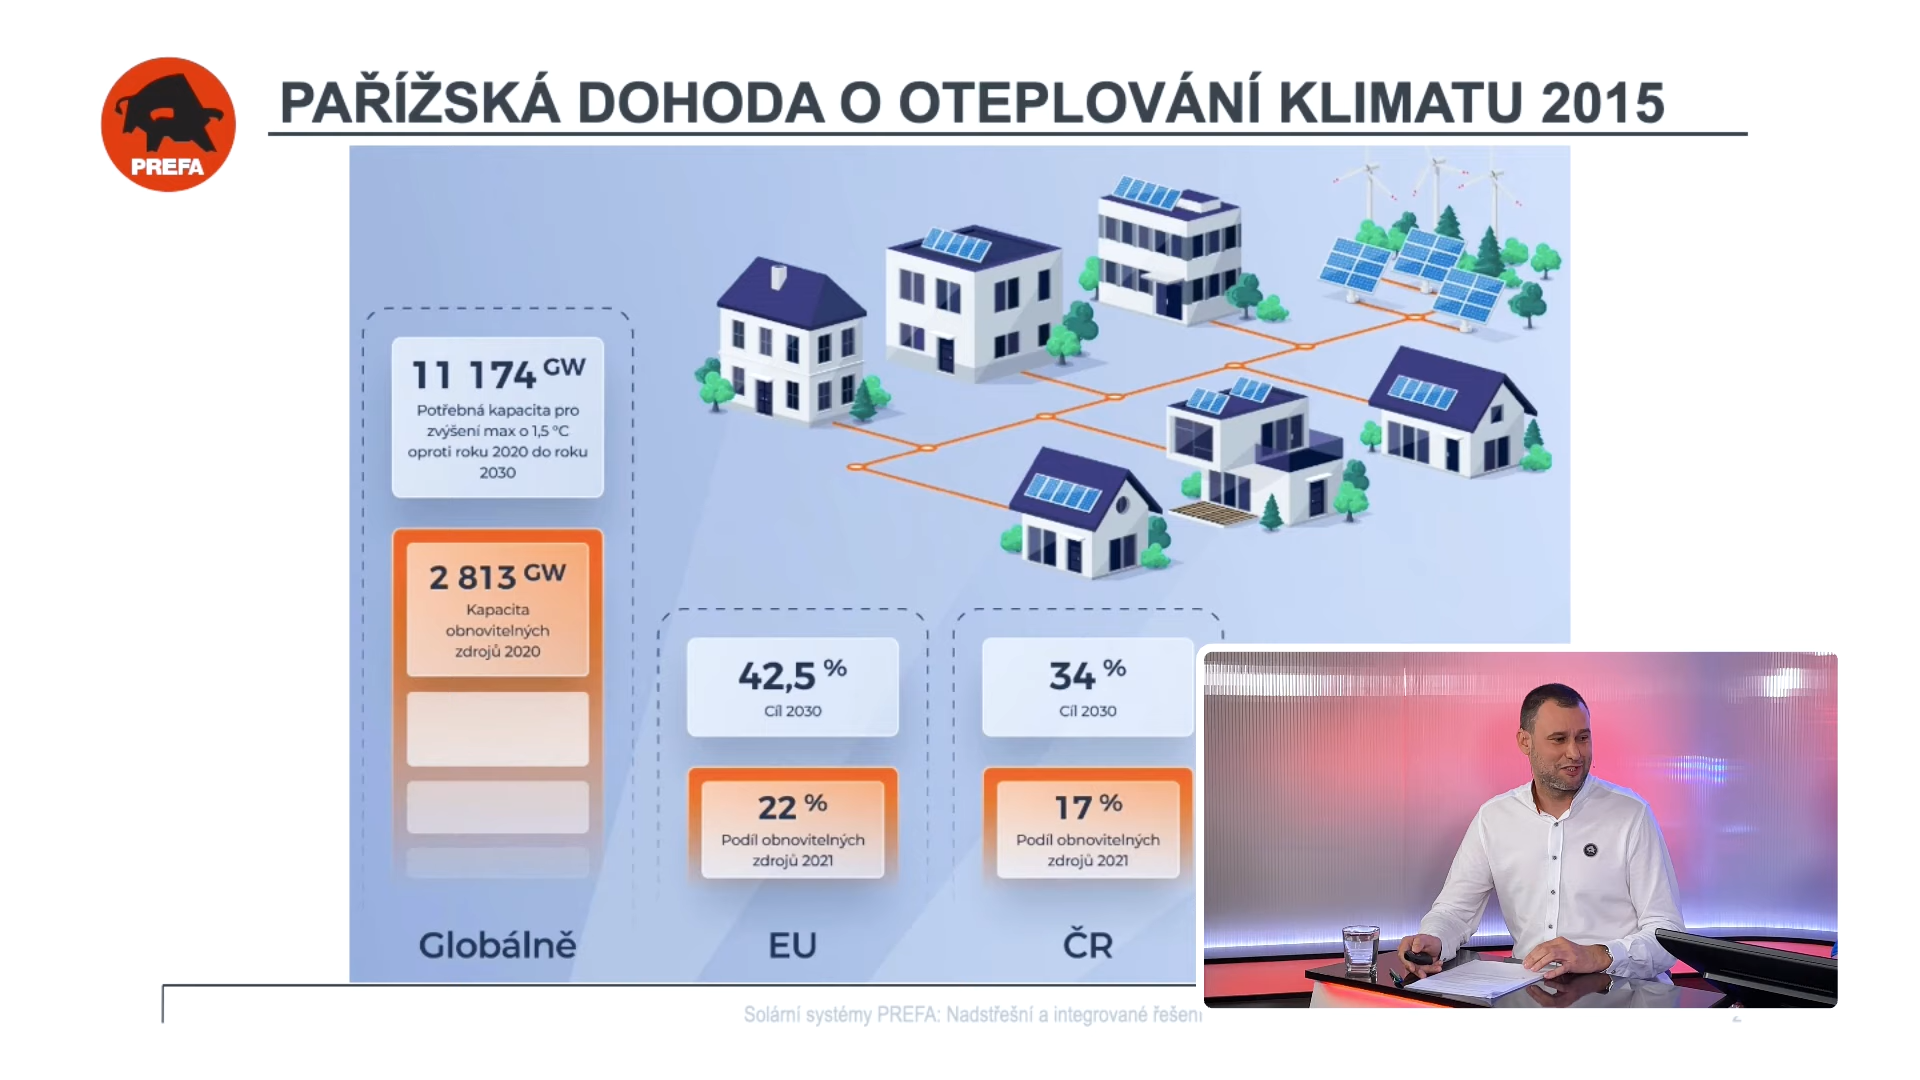 PREFA
PAŘÍŽSKÁ DOHODA O OTEPLOVÁNÍ KLIMATU 2015
11 174 GW
Potřebná kapacita pro
zvýšení max o 1,5 °C
oproti roku 2020 do roku
2030
2 813 GW
Kapacita
obnovitelných
zdrojů 2020
Globálně
42,5 %
Cíl 2030
22 %
Podíl obnovitelných
zdrojů 2021
EU
34 %
Cíl 2030
17 %
Podíl obnovitelných
zdrojů 2021
ČR
Solární systémy PREFA: Nadstřešní a integrované řešení
2